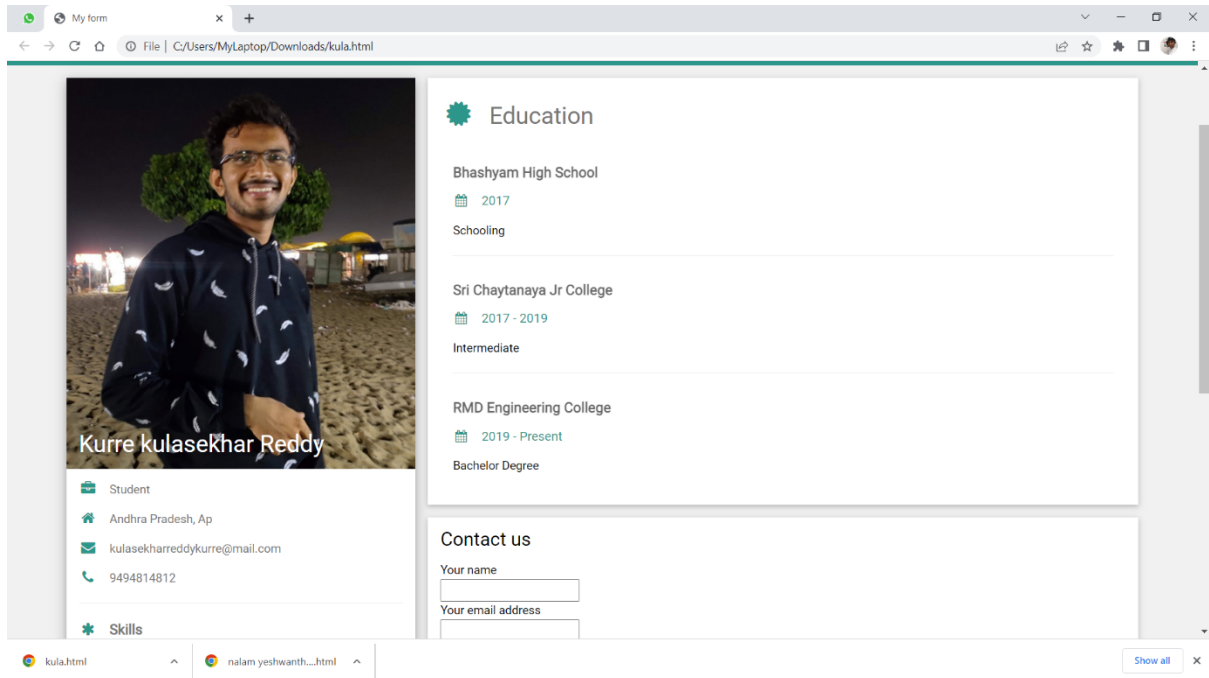 My form
File | C:/Users/MyLaptop/Downloads/kula.html
Kurre kulasekhar Reddy
Student
Andhra Pradesh, Ap
kulasekharreddykurre@mail.com
9494814812
Skills
Education
Bhashyam High School
2017
Schooling
Sri Chaytanaya Jr College
2017 - 2019
Intermediate
RMD Engineering College
2019 - Present
Bachelor Degree
Contact us
Your name
Your email address
kula.html
nalam yeshwanth....html
Show all